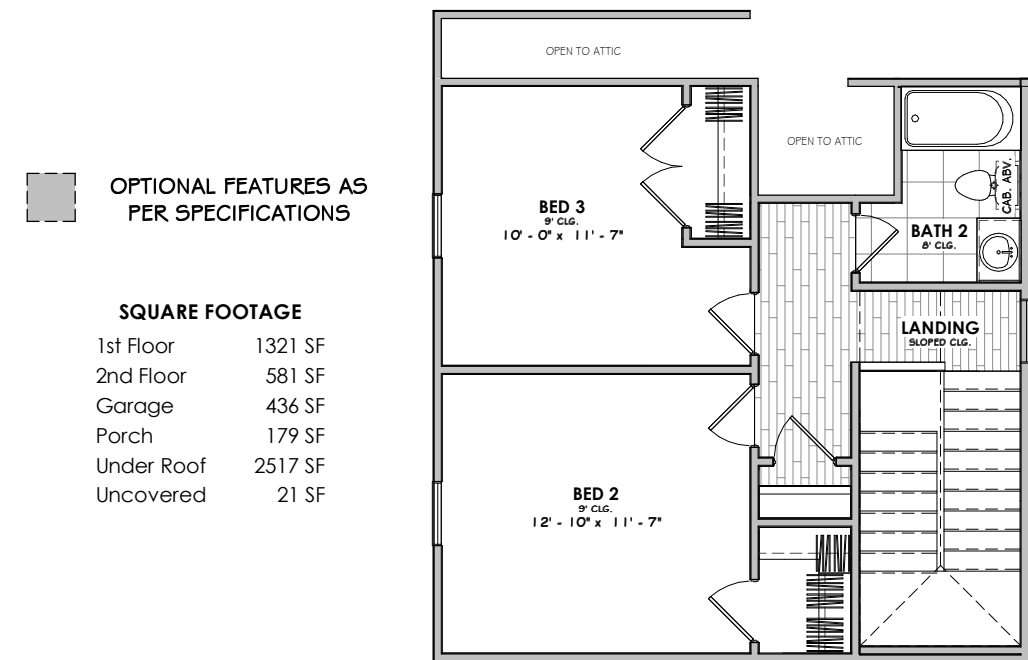 OPEN TO ATTIC
OPEN TO ATTIC
CAB. ABV.
OPTIONAL FEATURES AS
PER SPECIFICATIONS
BED 3
9' CLG.
10' - 0" x 11' - 7"
BATH 2
8' CLG.
SQUARE FOOTAGE
1st Floor 1321 SF
2nd Floor 581 SF
Garage 436 SF
Porch 179 SF
Under Roof 2517 SF
Uncovered 21 SF
LANDING
SLOPED CLG.
BED 2
9' CLG.
12' - 10" x 11' - 7"